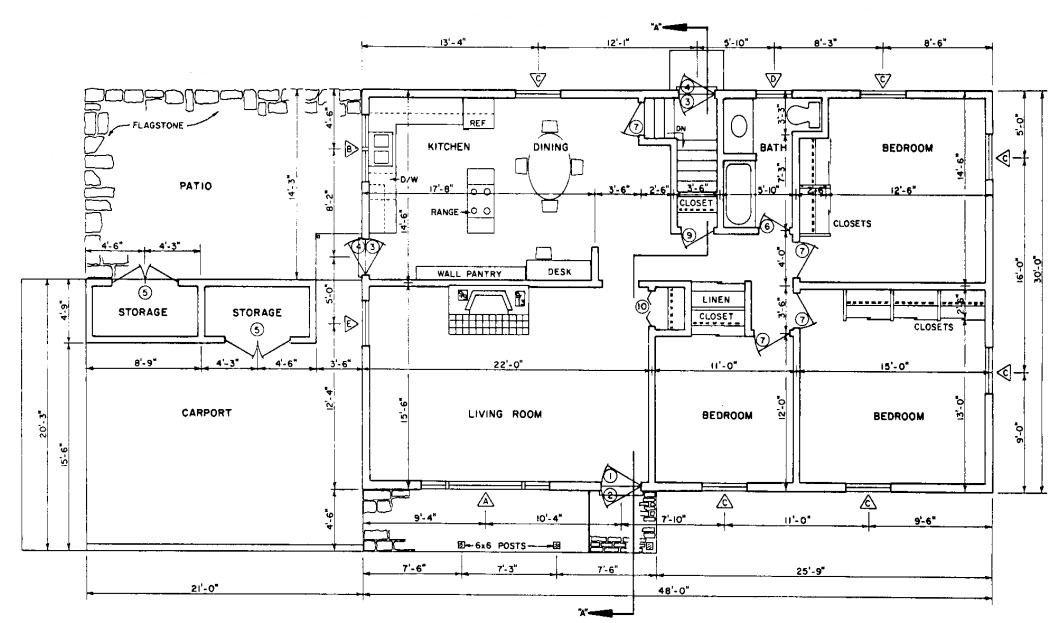 "A"
13'-4" 12'-1" 5'-10" 8'-3" 8'-6"
C D C
FLAGSTONE
PATIO
4'-6"
8'-2"
14'-3"
B
REF
KITCHEN
DINING
D/W
RANGE
17'-8" 3'-6" 2'-6" 3'-6" 5'-10" 2'-6" 12'-6"
14'-6"
4
3
7
DN
CLOSET
9
BATH
3'-3"
7'-3"
6
4'-0"
BEDROOM
14'-6"
CLOSETS
7
5'-0"
C
16'-0"
30'-0"
4'-6" 4'-3"
5
STORAGE
STORAGE
5
4'-9"
8'-9" 4'-3" 4'-6" 3'-6"
4 3
5'-0"
E
WALL PANTRY
DESK
10
LINEN
CLOSET
3'-6"
7
7
2'-6"
CLOSETS
22'-0" 11'-0" 15'-0"
C
CARPORT
20'-3"
15'-6"
12'-4"
15'-6"
LIVING ROOM
BEDROOM
12'-0"
BEDROOM
13'-0"
9'-0"
1
2
A
C C
4'-6"
9'-4" 10'-4" 7'-10" 11'-0" 9'-6"
6x6 POSTS
7'-6" 7'-3" 7'-6" 25'-9"
21'-0" 48'-0"
"A"